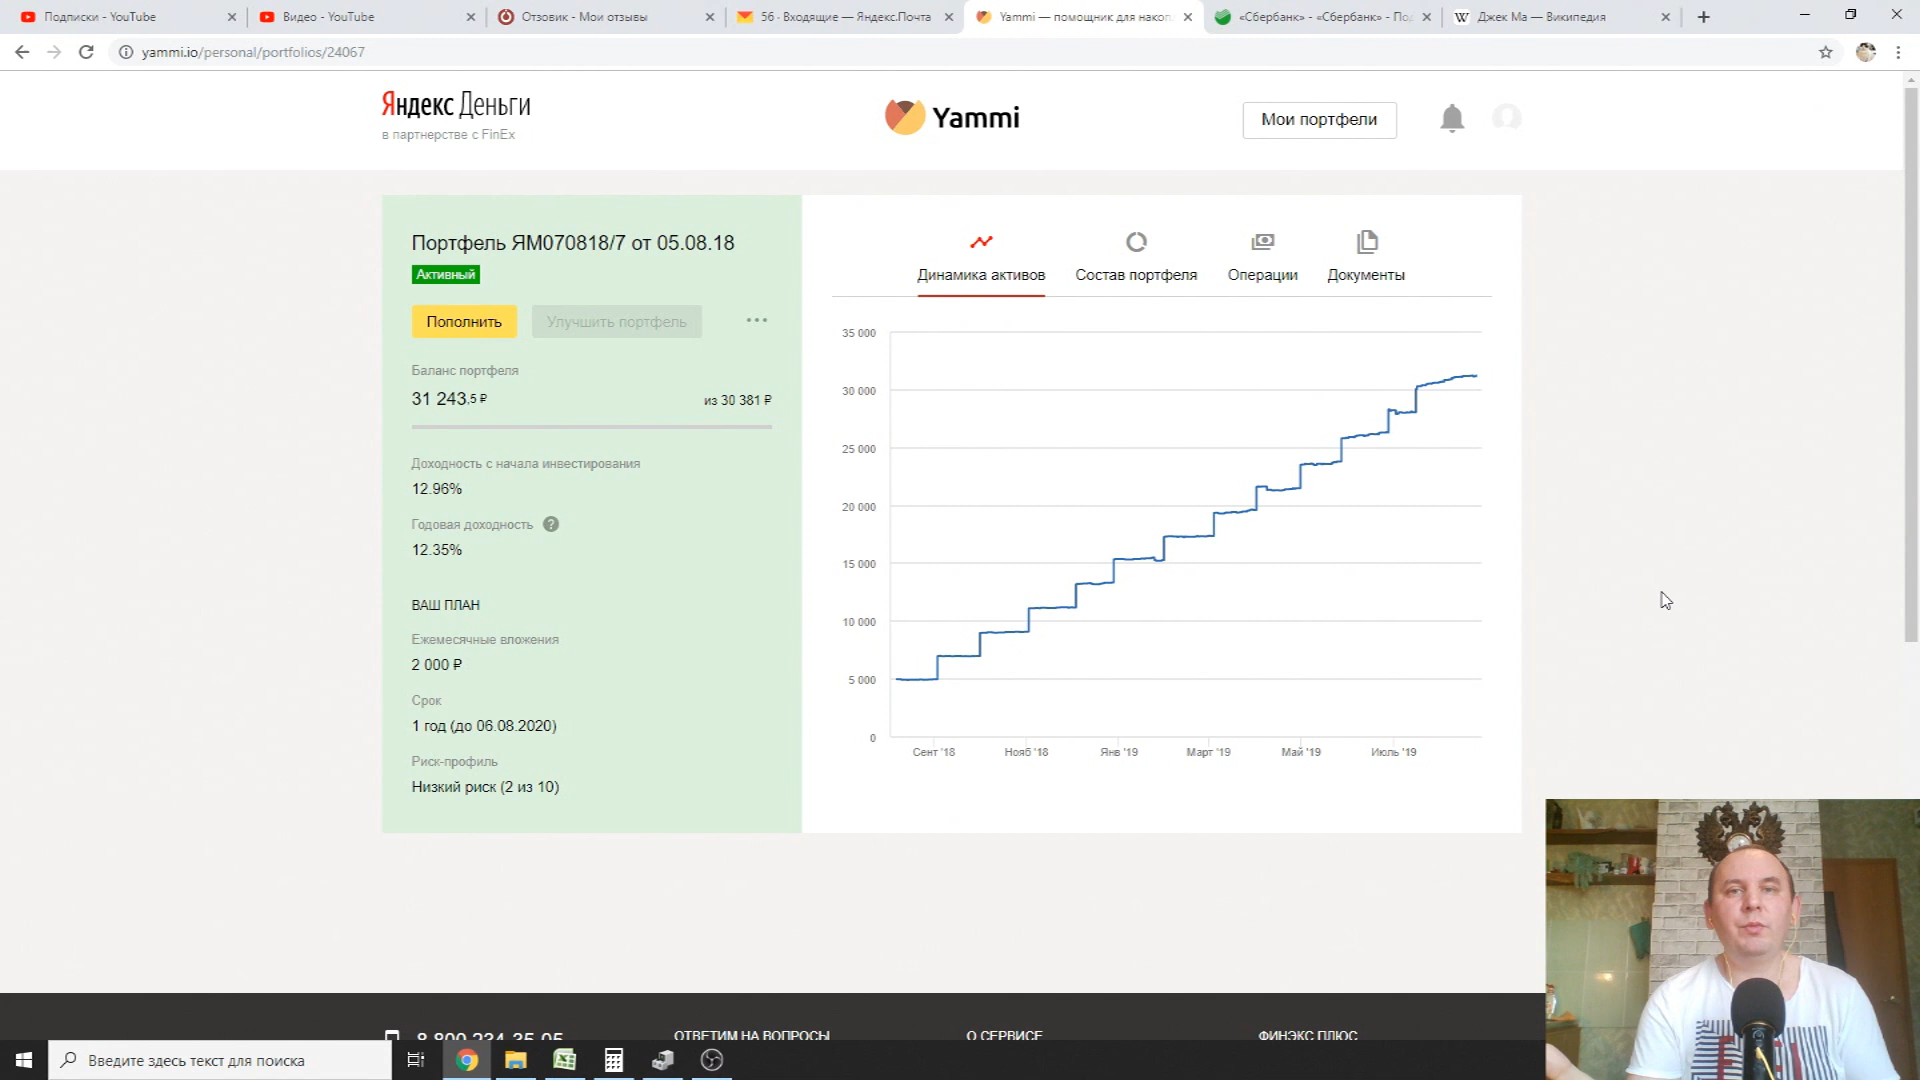 Подписки - YouTube
Видео - YouTube
Отзовик - Мои отзывы
56 · Входящие — Яндекс.Почта
Yammi — помощник для накоп
«Сбербанк» - «Сбербанк» - По
Джек Ма — Википедия
yammi.io/personal/portfolios/24067
Яндекс Деньги
в партнерстве с FinEx
Yammi
Мои портфели
Портфель ЯМ070818/7 от 05.08.18
Активный
Пополнить
Улучшить портфель
Баланс портфеля
31 243,5 ₽
из 30 381 ₽
Доходность с начала инвестирования
12.96%
Годовая доходность ?
12.35%
ВАШ ПЛАН
Ежемесячные вложения
2 000 ₽
Срок
1 год (до 06.08.2020)
Риск-профиль
Низкий риск (2 из 10)
Динамика активов
Состав портфеля
Операции
Документы
35 000
30 000
25 000
20 000
15 000
10 000
5 000
0
Сент '18
Нояб '18
Янв '19
Март '19
Май '19
Июль '19
8 800 234-35-05
ОТВЕТИМ НА ВОПРОСЫ
О СЕРВИСЕ
ФИНЭКС ПЛЮС
Введите здесь текст для поиска